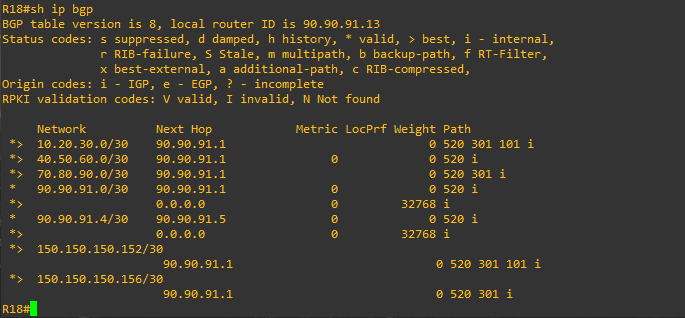 R18#sh ip bgp
BGP table version is 8, local router ID is 90.90.91.13
Status codes: s suppressed, d damped, h history, * valid, > best, i - internal,
              r RIB-failure, S Stale, m multipath, b backup-path, f RT-Filter,
              x best-external, a additional-path, c RIB-compressed,
Origin codes: i - IGP, e - EGP, ? - incomplete
RPKI validation codes: V valid, I invalid, N Not found

     Network          Next Hop            Metric LocPrf Weight Path
 *>  10.20.30.0/30    90.90.91.1                             0 520 301 101 i
 *>  40.50.60.0/30    90.90.91.1               0             0 520 i
 *>  70.80.90.0/30    90.90.91.1                             0 520 301 i
 *   90.90.91.0/30    90.90.91.1               0             0 520 i
 *>                   0.0.0.0                  0         32768 i
 *   90.90.91.4/30    90.90.91.5               0             0 520 i
 *>                   0.0.0.0                  0         32768 i
 *>  150.150.150.152/30
                       90.90.91.1                             0 520 301 101 i
 *>  150.150.150.156/30
                       90.90.91.1                             0 520 301 i
R18#